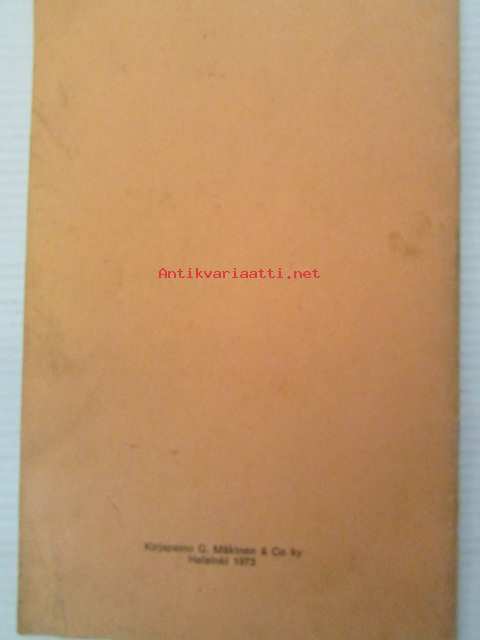 Antikvariaatti.net
Kirjapaino G. Mäkinen & Co ky
Helsinki 1973